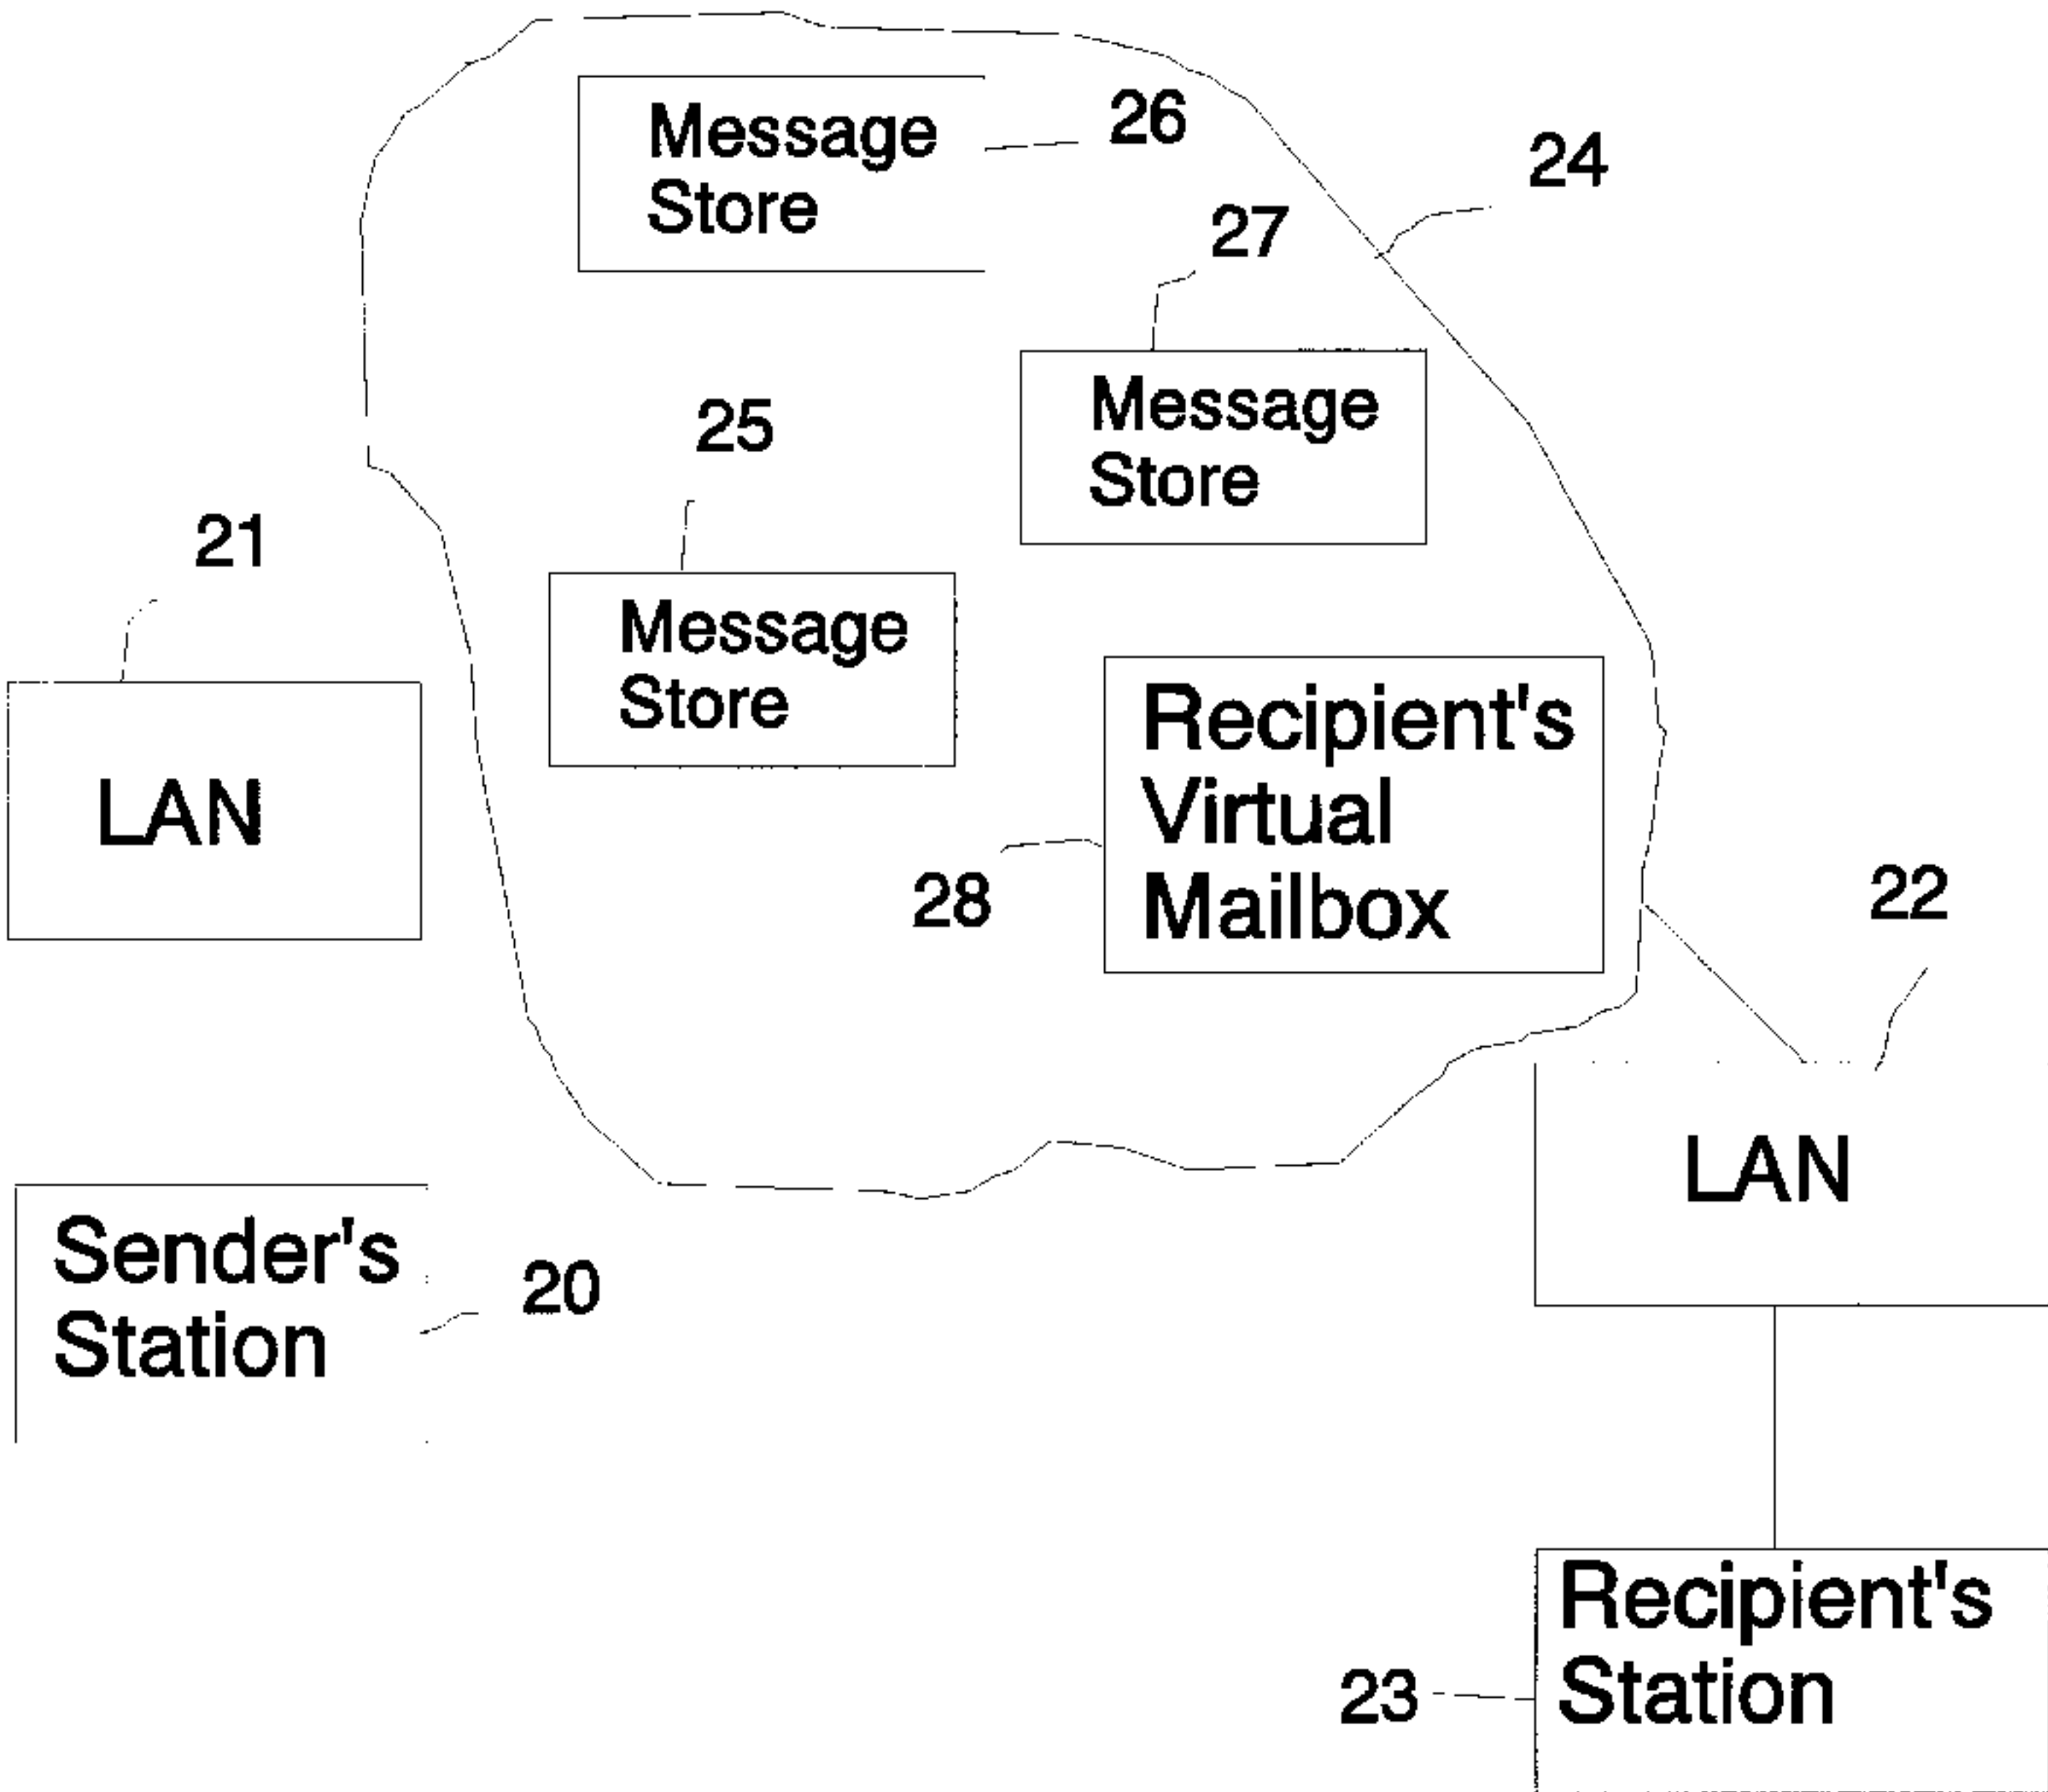 Message
Store
26
24
27
Message
Store
25
21
Message
Store
Recipient's
Virtual
Mailbox
LAN
28
22
LAN
Sender's
Station
20
Recipient's
Station
23